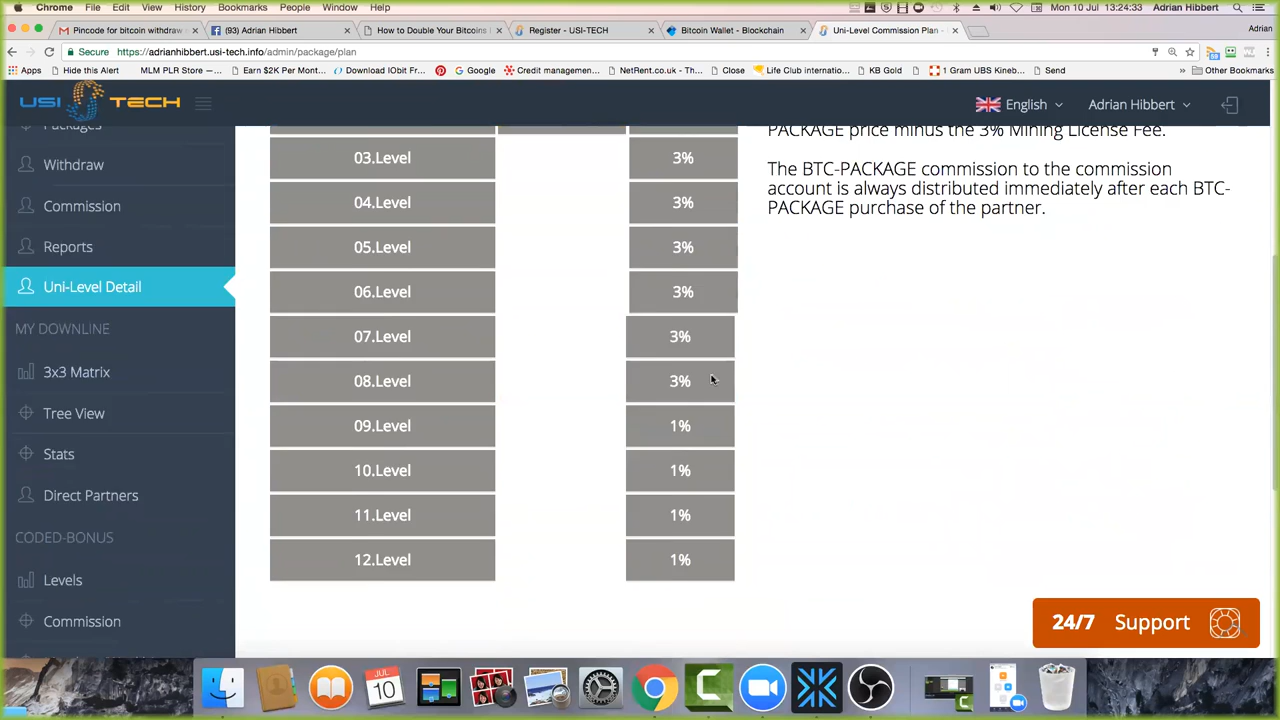 Chrome File Edit View History Bookmarks People Window Help Mon 10 Jul 14:24:33 Adrian Hibbert
Pincode for bitcoin withdraw (93) Adrian Hibbert How to Double Your Bitcoins Register - USI-TECH Bitcoin Wallet - Blockchain Uni-Level Commission Plan - Adrian
Secure https://adrianhibbert.usi-tech.info/admin/package/plan
Apps Hide this Alert MLM PLR Store —... Earn $2K Per Mont... Download IObit Fr... Google Credit managemen... NetRent.co.uk - Th... Close Life Club internatio... KB Gold 1 Gram UBS Kineb... Send » Other Bookmarks
USI TECH English Adrian Hibbert
Packages
Withdraw
Commission
Reports
Uni-Level Detail
MY DOWNLINE
3x3 Matrix
Tree View
Stats
Direct Partners
CODED-BONUS
Levels
Commission
03.Level 3%
04.Level 3%
05.Level 3%
06.Level 3%
07.Level 3%
08.Level 3%
09.Level 1%
10.Level 1%
11.Level 1%
12.Level 1%
PACKAGE price minus the 3% Mining License Fee.
The BTC-PACKAGE commission to the commission
account is always distributed immediately after each BTC-
PACKAGE purchase of the partner.
24/7 Support
JUL
10